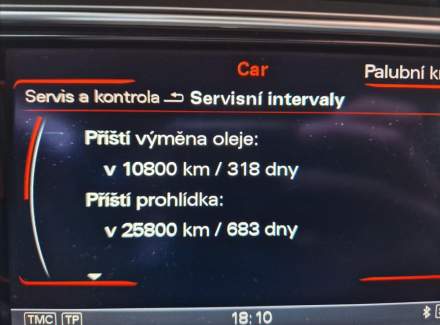 Car
Palubní k
Servis a kontrola Servisní intervaly
Příští výměna oleje:
v 10800 km / 318 dny
Příští prohlídka:
v 25800 km / 683 dny
TMC TP 18:10